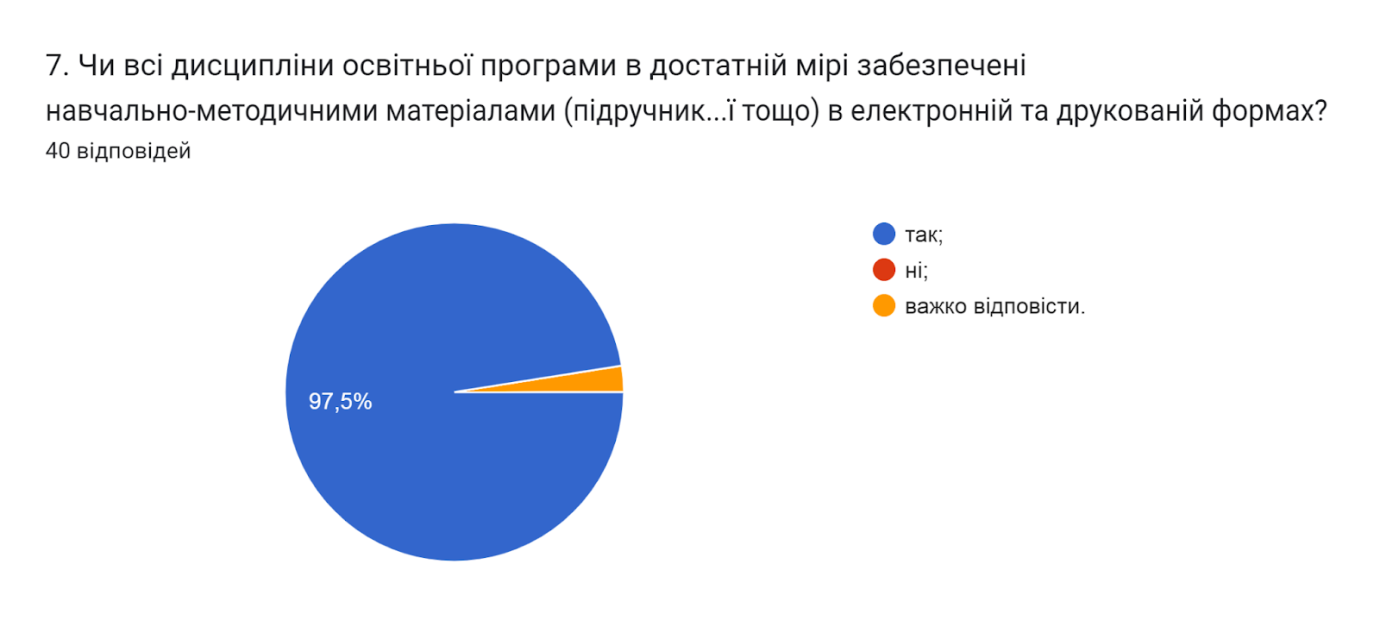 7. Чи всі дисципліни освітньої програми в достатній мірі забезпечені
навчально-методичними матеріалами (підручник...ї тощо) в електронній та друкованій формах?
40 відповідей
так;
ні;
важко відповісти.
97,5%